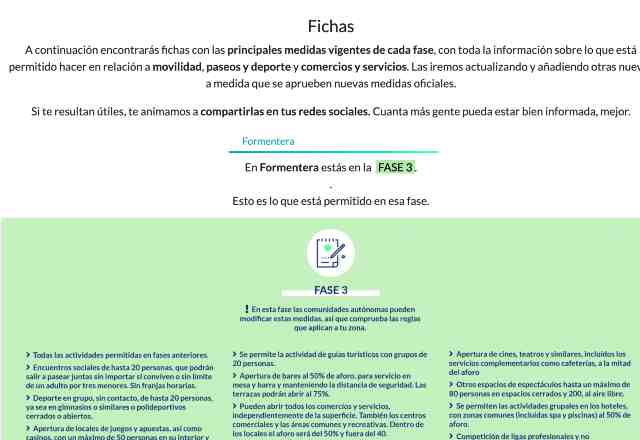 Fichas
A continuación encontrarás fichas con las principales medidas vigentes de cada fase, con toda la información sobre lo que está
permitido hacer en relación a movilidad, paseos y deporte y comercios y servicios. Las iremos actualizando y añadiendo otras
a medida que se aprueben nuevas medidas oficiales.
Si te resultan útiles, te animamos a compartirlas en tus redes sociales. Cuanta más gente pueda estar bien informada, mejor.
Formentera
En Formentera estás en la FASE 3.
.
Esto es lo que está permitido en esa fase.
FASE 3
! En esta fase las comunidades autónomas pueden
modificar estas medidas, así que comprueba las reglas
que aplican a tu zona.
> Todas las actividades permitidas en fases anteriores.
> Encuentros sociales de hasta 20 personas, que podrán
salir a pasear juntas sin importar si conviven o sin límite
de un adulto por tres menores. Sin franjas horarias.
> Deporte en grupo, sin contacto, de hasta 20 personas,
ya sea en gimnasios o similares o polideportivos
cerrados o abiertos.
> Apertura de locales de juegos y apuestas, así como
casinos, con un máximo de 50 personas en su interior y
> Se permite la actividad de guías turísticos con grupos de
20 personas.
> Apertura de bares al 50% de aforo, para servicio en
mesa y barra y manteniendo la distancia de seguridad. Las
terrazas podrán abrir al 75%.
> Pueden abrir todos los comercios y servicios,
independientemente de la superficie. También los centros
comerciales y las áreas comunes y recreativas. Dentro de
los locales el aforo será del 50% y fuera del 40.
> Apertura de cines, teatros y similares, incluidos los
servicios complementarios como cafeterías, a la mitad
del aforo
> Otros espacios de espectáculos hasta un máximo de
80 personas en espacios cerrados y 200, al aire libre.
> Se permiten las actividades grupales en los hoteles,
con zonas comunes (incluidas spa y piscinas) al 50% de
aforo.
> Competición de ligas profesionales y no